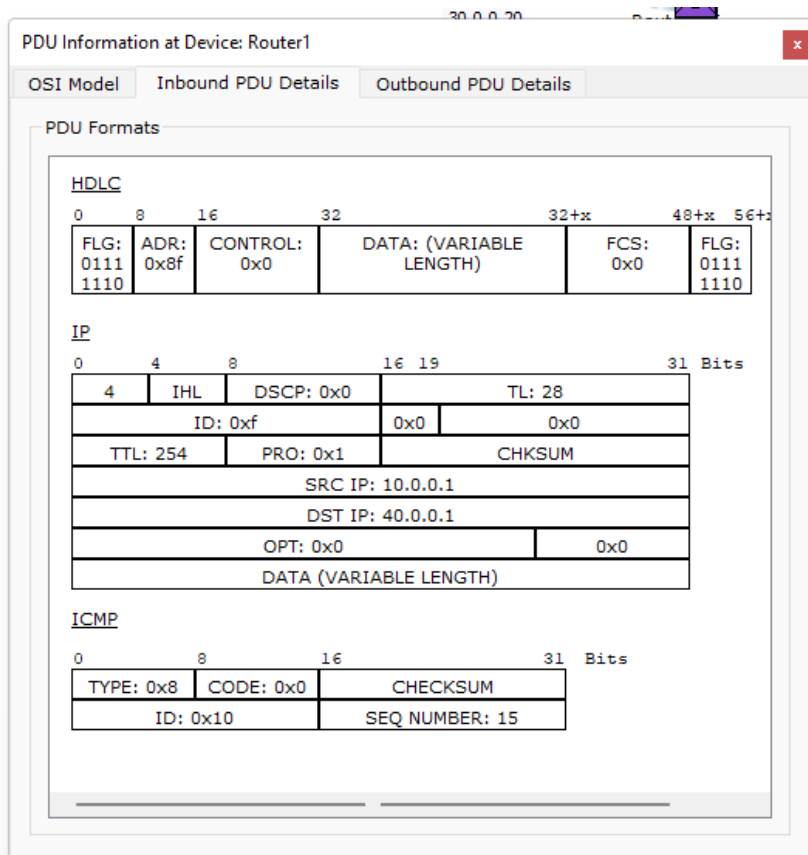 30.0.0.20
PDU Information at Device: Router1
x
OSI Model Inbound PDU Details Outbound PDU Details
PDU Formats
HDLC
0 8 16 32 32+x 48+x 56+x
FLG: 0111 1110 ADR: 0x8f CONTROL: 0x0 DATA: (VARIABLE LENGTH) FCS: 0x0 FLG: 0111 1110
IP
0 4 8 16 19 31 Bits
4 IHL DSCP: 0x0 TL: 28
ID: 0xf 0x0 0x0
TTL: 254 PRO: 0x1 CHKSUM
SRC IP: 10.0.0.1
DST IP: 40.0.0.1
OPT: 0x0 0x0
DATA (VARIABLE LENGTH)
ICMP
0 8 16 31 Bits
TYPE: 0x8 CODE: 0x0 CHECKSUM
ID: 0x10 SEQ NUMBER: 15